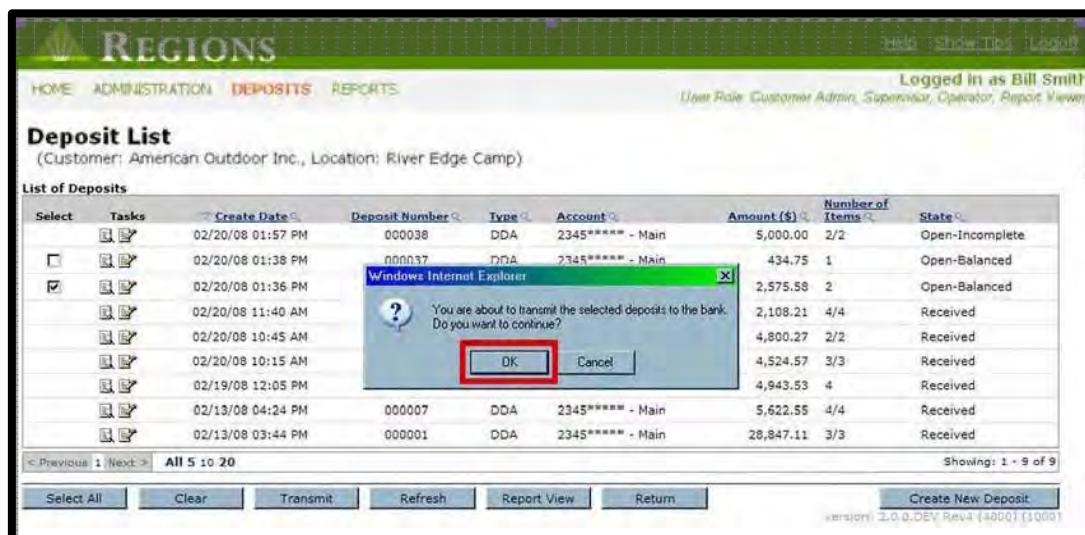 REGIONS
Help Show Tips Logoff
HOME ADMINISTRATION DEPOSITS REPORTS
Logged in as Bill Smith
User Role: Customer Admin, Supervisor, Operator, Report Viewer
Deposit List
(Customer: American Outdoor Inc., Location: River Edge Camp)
List of Deposits
Select Tasks Create Date Deposit Number Type Account Amount ($) Number of Items State
02/20/08 01:57 PM 000038 DDA 2345***** - Main 5,000.00 2/2 Open-Incomplete
02/20/08 01:38 PM 000037 DDA 2345***** - Main 434.75 1 Open-Balanced
02/20/08 01:36 PM 2,575.58 2 Open-Balanced
02/20/08 11:40 AM 2,108.21 4/4 Received
02/20/08 10:45 AM 4,800.27 2/2 Received
02/20/08 10:15 AM 4,524.57 3/3 Received
02/19/08 12:05 PM 4,943.53 4 Received
02/13/08 04:24 PM 000007 DDA 2345***** - Main 5,622.55 4/4 Received
02/13/08 03:44 PM 000001 DDA 2345***** - Main 28,847.11 3/3 Received
Windows Internet Explorer
You are about to transmit the selected deposits to the bank.
Do you want to continue?
OK Cancel
< Previous 1 Next > All 5 10 20 Showing: 1 - 9 of 9
Select All Clear Transmit Refresh Report View Return Create New Deposit
version: 2.0.0.DEV Rev4 (4000) (1000)